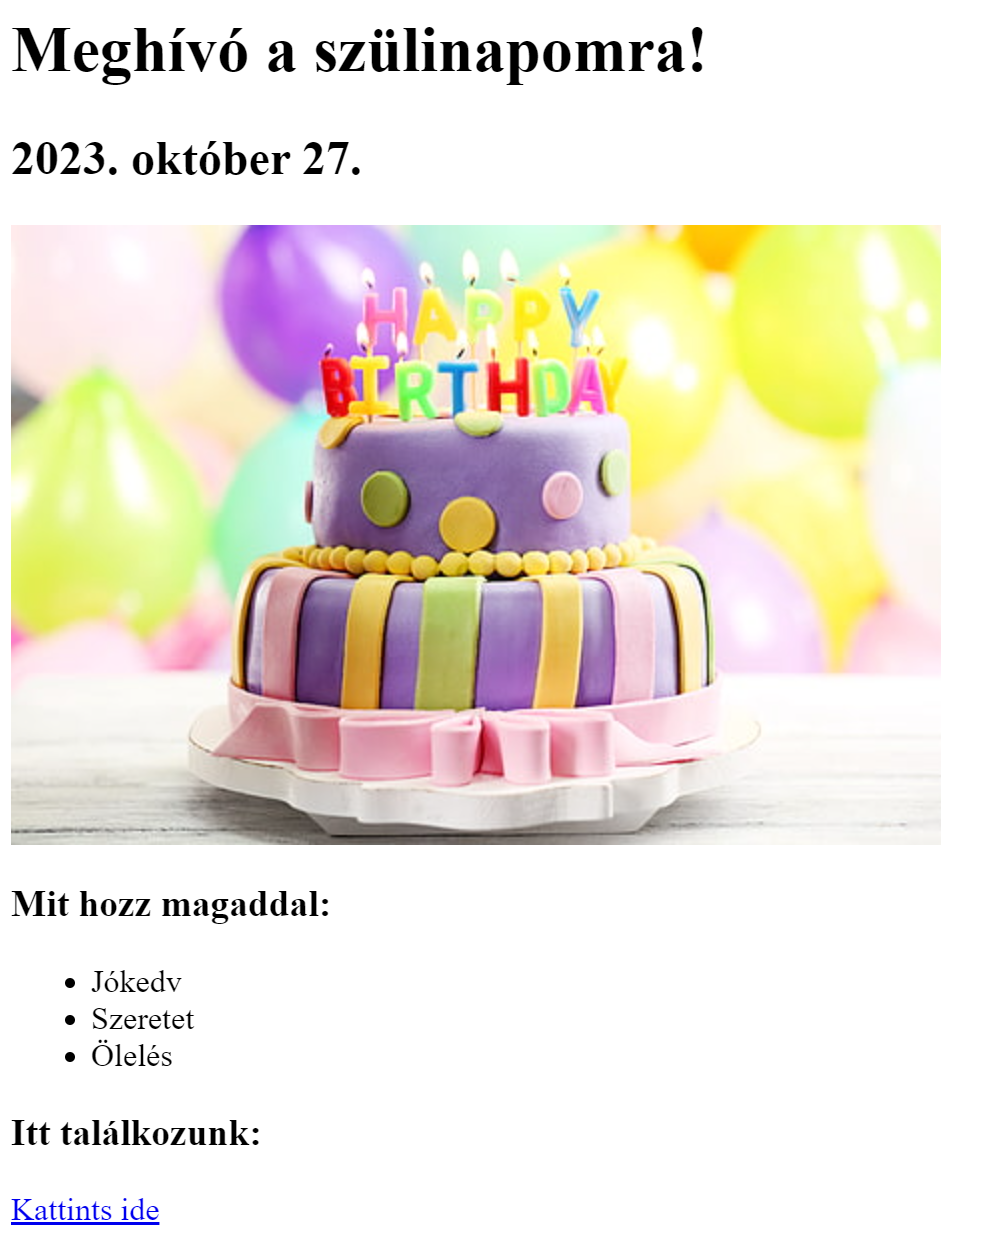 Meghívó a szülinapomra!
2023. október 27.
HAPPY
BIRTHDAY
Mit hozz magaddal:
Jókedv
Szeretet
Ölelés
Itt találkozunk:
Kattints ide